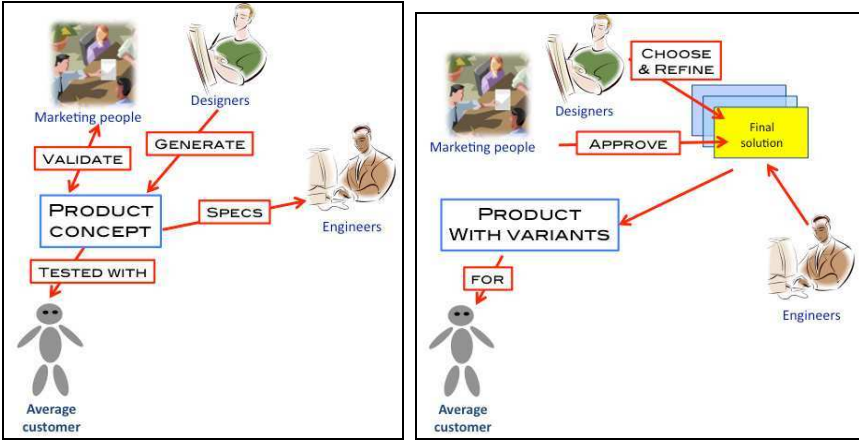 Designers
Marketing people
VALIDATE
GENERATE
PRODUCT
CONCEPT
SPECS
Engineers
TESTED WITH
Average
customer
CHOOSE
& REFINE
Designers
Marketing people
APPROVE
Final
solution
PRODUCT
WITH VARIANTS
Engineers
FOR
Average
customer